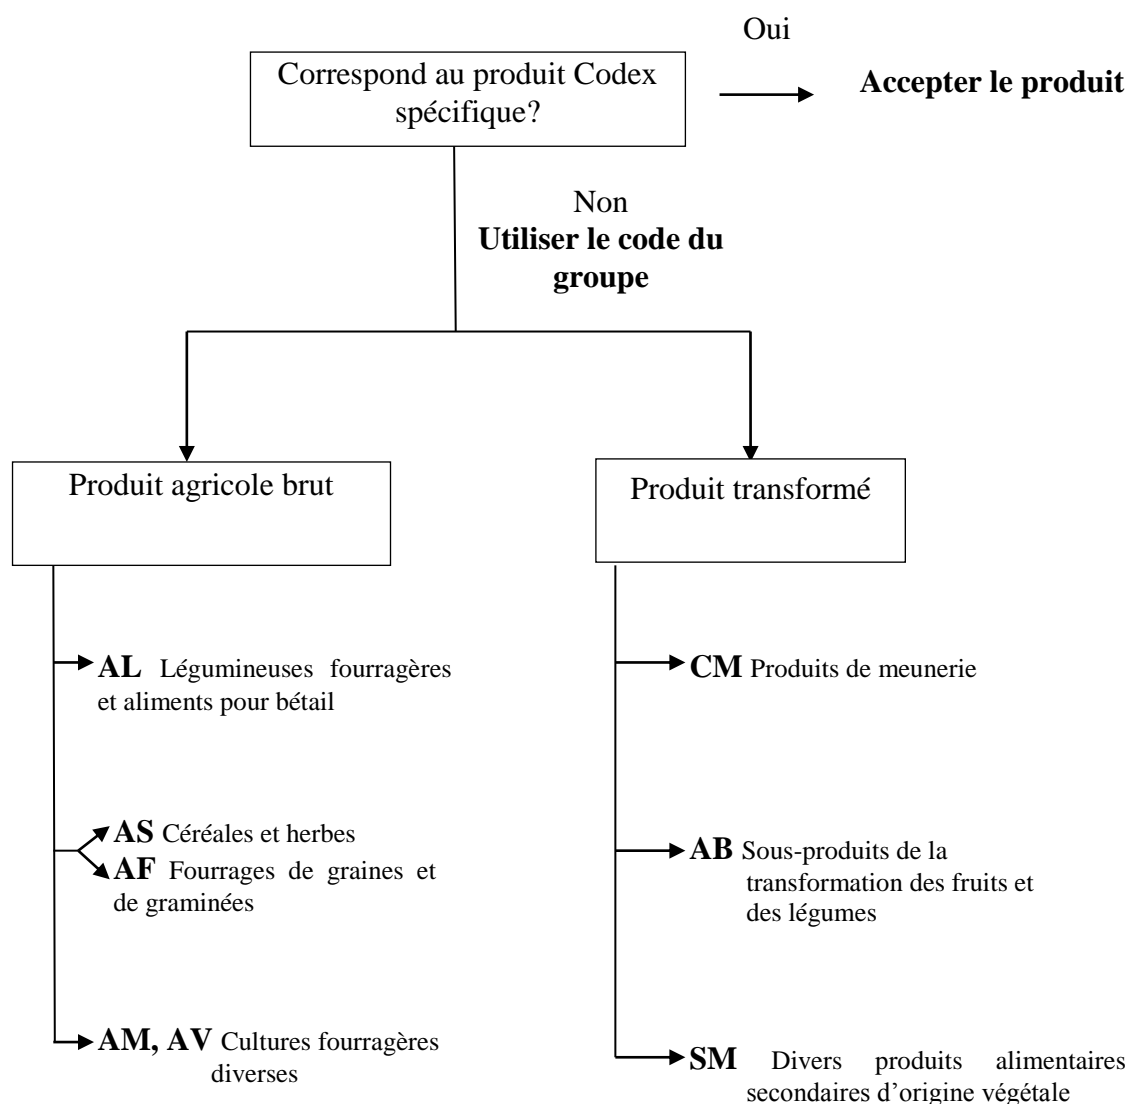 Oui
Correspond au produit Codex
spécifique?
Accepter le produit
Non
Utiliser le code du
groupe
Produit agricole brut
Produit transformé
AL Légumineuses fourragères
et aliments pour bétail
CM Produits de meunerie
AS Céréales et herbes
AF Fourrages de graines et
de graminées
AB Sous-produits de la
transformation des fruits et
des légumes
AM, AV Cultures fourragères
diverses
SM Divers produits alimentaires
secondaires d’origine végétale